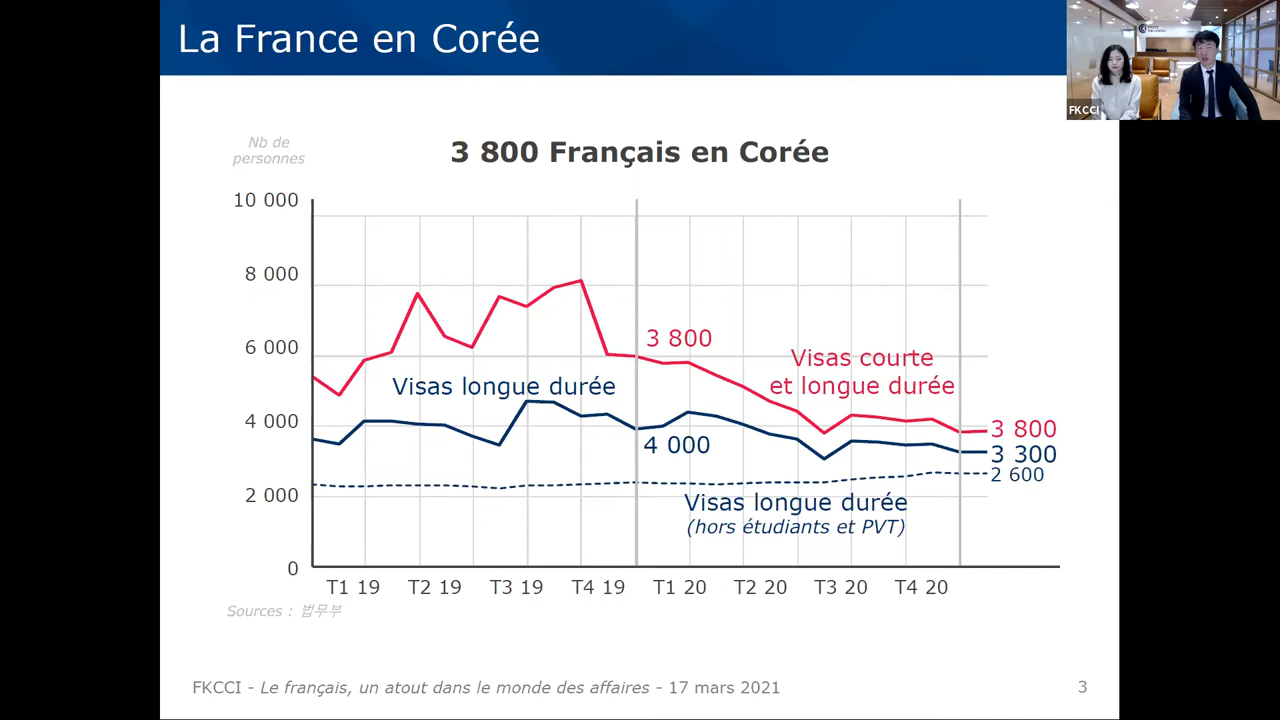 La France en Corée
FKCCI
Nb de
personnes
3 800 Français en Corée
10 000
8 000
6 000
4 000
2 000
0
3 800
Visas courte
et longue durée
Visas longue durée
4 000
3 800
3 300
2 600
Visas longue durée
(hors étudiants et PVT)
T1 19
T2 19
T3 19
T4 19
T1 20
T2 20
T3 20
T4 20
Sources : 법무부
FKCCI - Le français, un atout dans le monde des affaires - 17 mars 2021
3